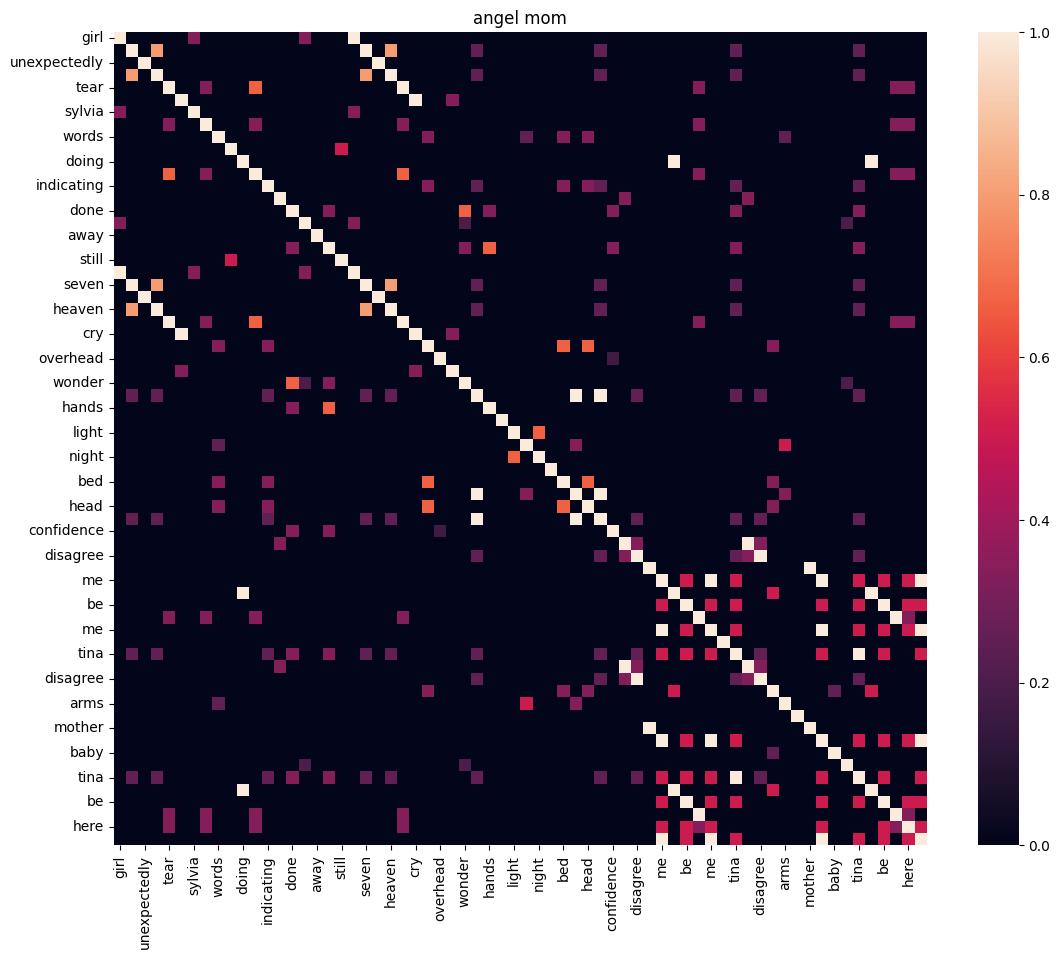 angel mom
girl
unexpectedly
tear
sylvia
words
doing
indicating
done
away
still
seven
heaven
cry
overhead
wonder
hands
light
night
bed
head
confidence
disagree
me
be
me
tina
disagree
arms
mother
baby
tina
be
here
1.0
0.8
0.6
0.4
0.2
0.0
girl
unexpectedly
tear
sylvia
words
doing
indicating
done
away
still
seven
heaven
cry
overhead
wonder
hands
light
night
bed
head
confidence
disagree
me
be
me
tina
disagree
arms
mother
baby
tina
be
here